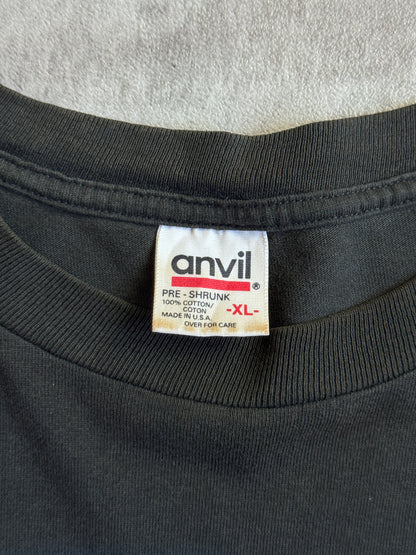 anvil®
PRE-SHRUNK
100% COTTON/
COTON
MADE IN U.S.A.
-XL-
OVER FOR CARE